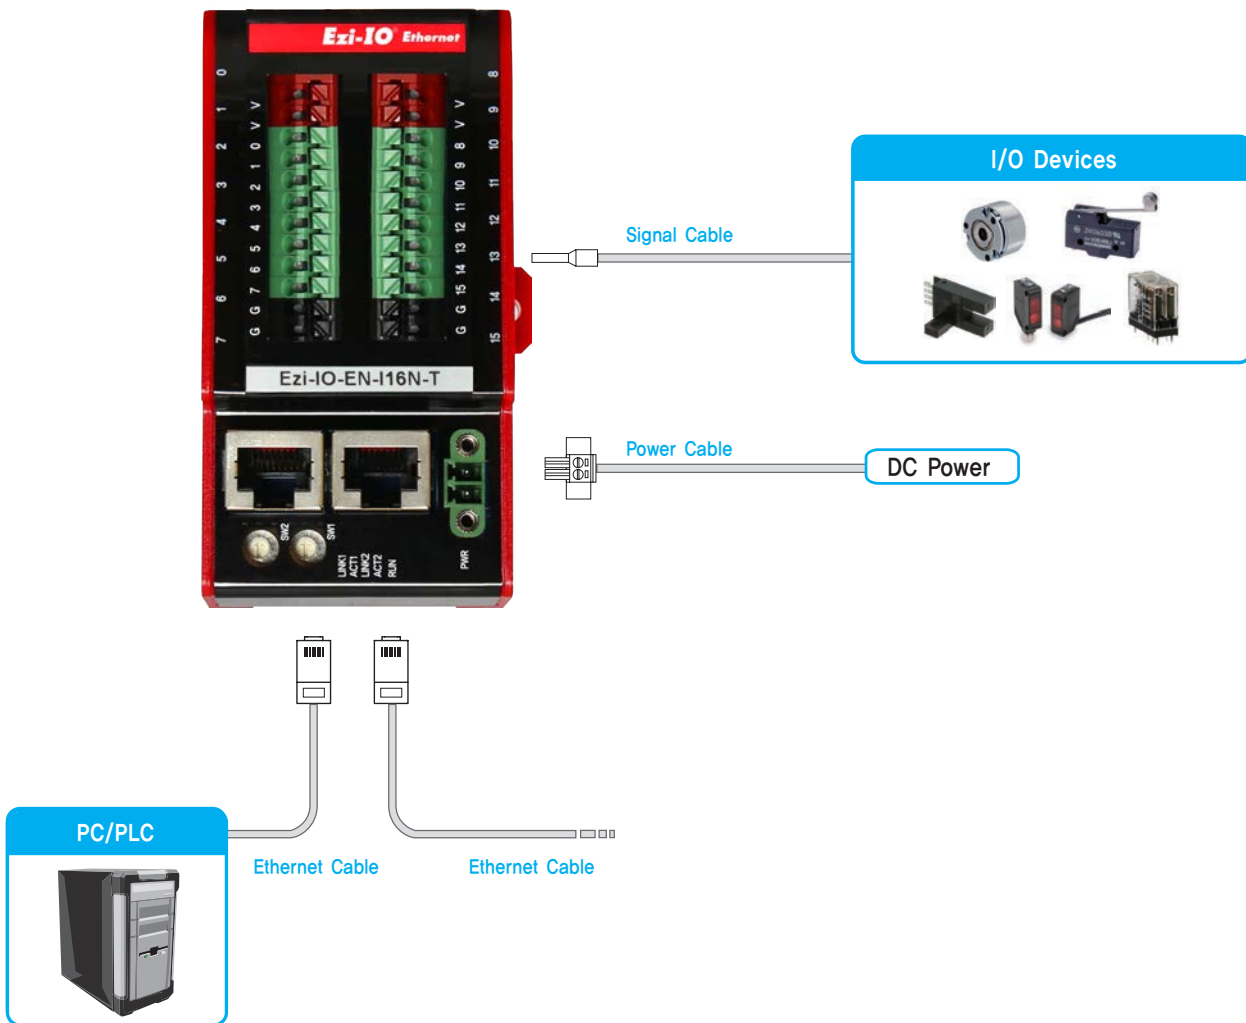 Ezi-IO® Ethernet
0
1
2
3
4
5
6
7
V
V
0
1
2
3
4
5
6
7
G
G
V
V
8
9
10
11
12
13
14
15
G
G
8
9
10
11
12
13
14
15
Ezi-IO-EN-I16N-T
SW2
SW1
LINK1
ACT1
LINK2
ACT2
RUN
PWR
I/O Devices
Signal Cable
Power Cable
DC Power
PC/PLC
Ethernet Cable
Ethernet Cable